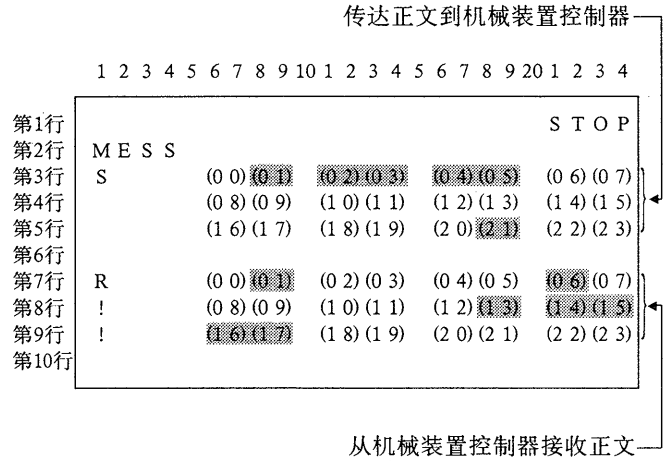 传达正文到机械装置控制器
1 2 3 4 5 6 7 8 9 10 1 2 3 4 5 6 7 8 9 20 1 2 3 4
第1行 S T O P
第2行 M E S S
第3行 S (0 0) (0 1) (0 2) (0 3) (0 4) (0 5) (0 6) (0 7)
第4行 (0 8) (0 9) (1 0) (1 1) (1 2) (1 3) (1 4) (1 5)
第5行 (1 6) (1 7) (1 8) (1 9) (2 0) (2 1) (2 2) (2 3)
第6行
第7行 R (0 0) (0 1) (0 2) (0 3) (0 4) (0 5) (0 6) (0 7)
第8行 ! (0 8) (0 9) (1 0) (1 1) (1 2) (1 3) (1 4) (1 5)
第9行 ! (1 6) (1 7) (1 8) (1 9) (2 0) (2 1) (2 2) (2 3)
第10行
从机械装置控制器接收正文